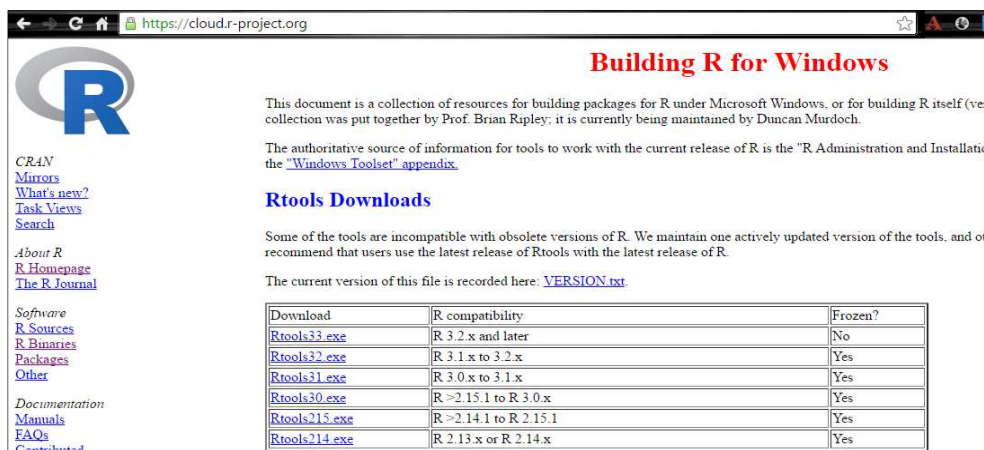 https://cloud.r-project.org
R
CRAN
Mirrors
What's new?
Task Views
Search
About R
R Homepage
The R Journal
Software
R Sources
R Binaries
Packages
Other
Documentation
Manuals
FAQs
Contributed
Building R for Windows
This document is a collection of resources for building packages for R under Microsoft Windows, or for building R itself
collection was put together by Prof. Brian Ripley; it is currently being maintained by Duncan Murdoch.
The authoritative source of information for tools to work with the current release of R is the "R Administration and
the "Windows Toolset" appendix.
Rtools Downloads
Some of the tools are incompatible with obsolete versions of R. We maintain one actively updated version of the tools, and
recommend that users use the latest release of Rtools with the latest release of R.
The current version of this file is recorded here: VERSION.txt.
Download R compatibility Frozen?
Rtools33.exe R 3.2.x and later No
Rtools32.exe R 3.1.x to 3.2.x Yes
Rtools31.exe R 3.0.x to 3.1.x Yes
Rtools30.exe R >2.15.1 to R 3.0.x Yes
Rtools215.exe R >2.14.1 to R 2.15.1 Yes
Rtools214.exe R 2.13.x or R 2.14.x Yes